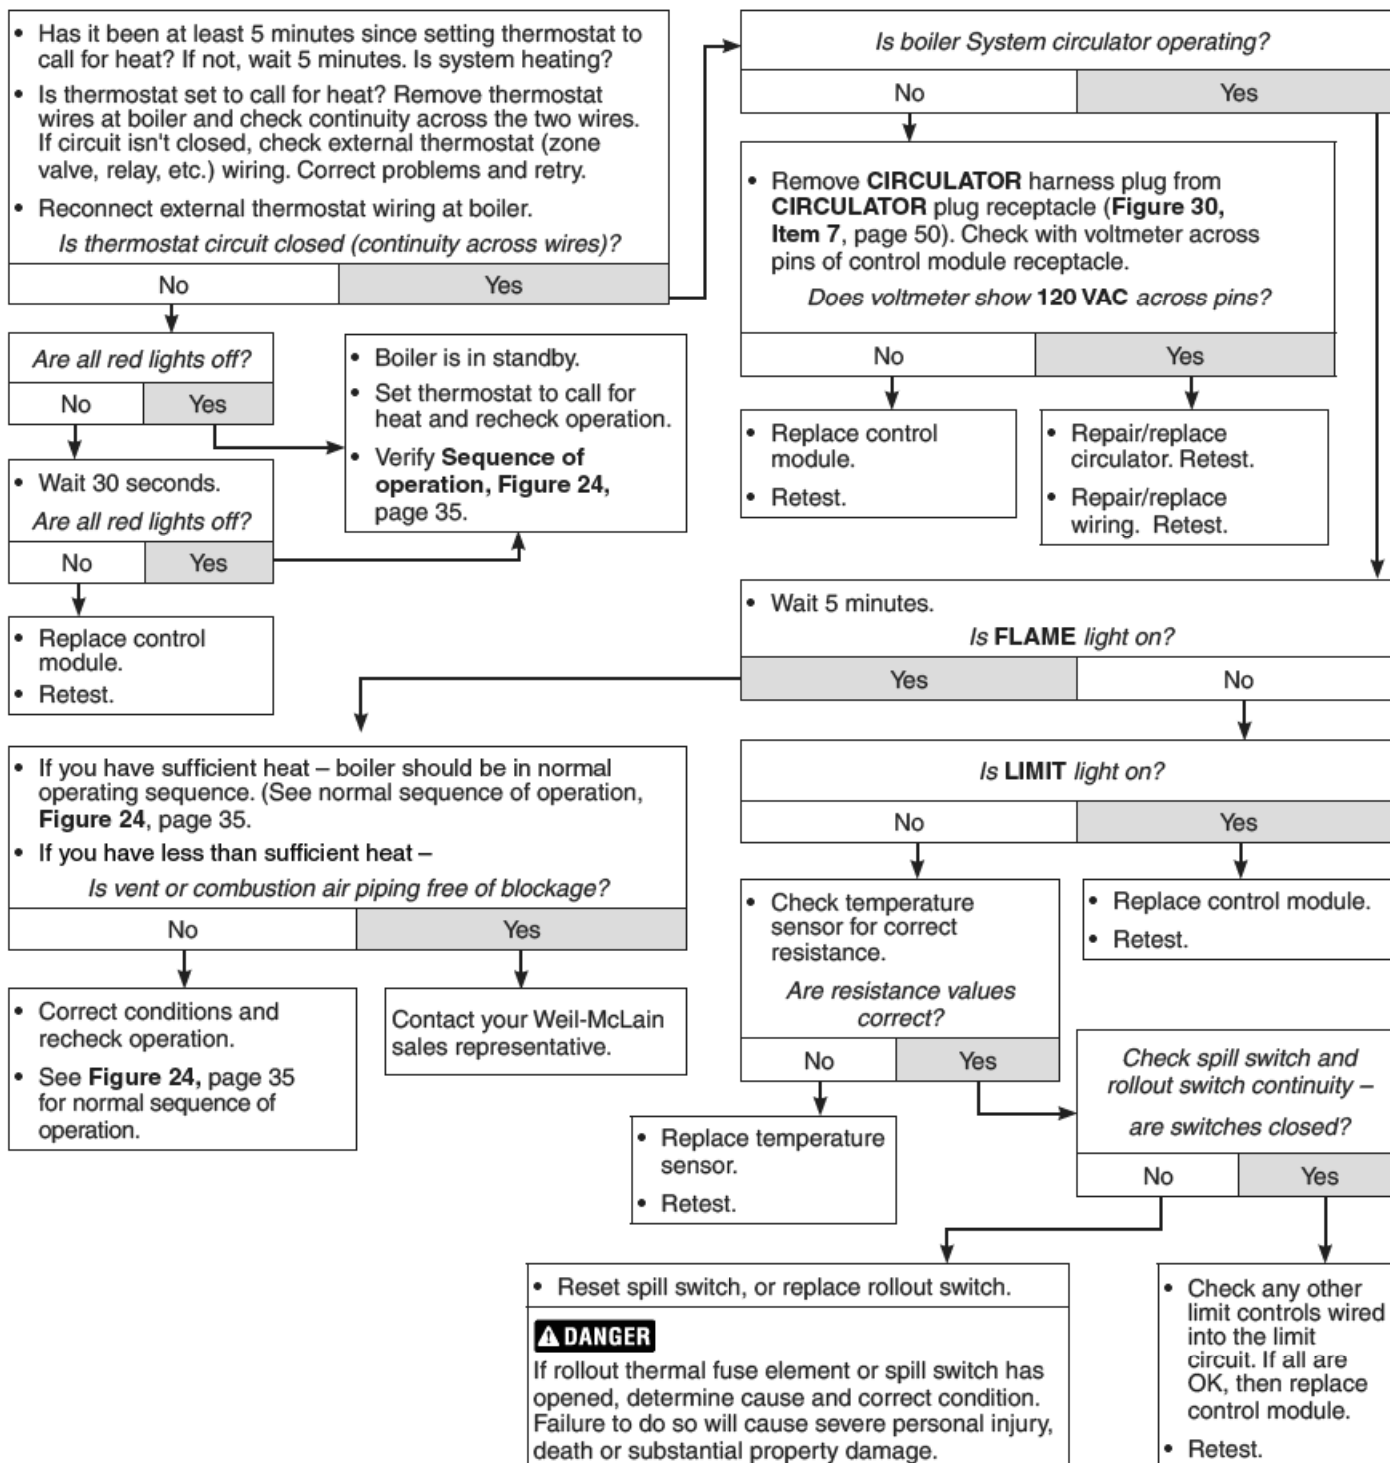 • Has it been at least 5 minutes since setting thermostat to
call for heat? If not, wait 5 minutes. Is system heating?
• Is thermostat set to call for heat? Remove thermostat
wires at boiler and check continuity across the two wires.
If circuit isn't closed, check external thermostat (zone
valve, relay, etc.) wiring. Correct problems and retry.
• Reconnect external thermostat wiring at boiler.
Is thermostat circuit closed (continuity across wires)?
No
Yes
Are all red lights off?
No
Yes
• Wait 30 seconds.
Are all red lights off?
No
Yes
• Replace control
module.
• Retest.
• Boiler is in standby.
• Set thermostat to call for
heat and recheck operation.
• Verify Sequence of
operation, Figure 24,
page 35.
Is boiler System circulator operating?
No
Yes
• Remove CIRCULATOR harness plug from
CIRCULATOR plug receptacle (Figure 30,
Item 7, page 50). Check with voltmeter across
pins of control module receptacle.
Does voltmeter show 120 VAC across pins?
No
Yes
• Replace control
module.
• Retest.
• Repair/replace
circulator. Retest.
• Repair/replace
wiring. Retest.
• Wait 5 minutes.
Is FLAME light on?
Yes
No
• If you have sufficient heat – boiler should be in normal
operating sequence. (See normal sequence of operation,
Figure 24, page 35.
• If you have less than sufficient heat –
Is vent or combustion air piping free of blockage?
No
Yes
• Correct conditions and
recheck operation.
• See Figure 24, page 35
for normal sequence of
operation.
Contact your Weil-McLain
sales representative.
Is LIMIT light on?
No
Yes
• Check temperature
sensor for correct
resistance.
Are resistance values
correct?
No
Yes
• Replace control module.
• Retest.
• Replace temperature
sensor.
• Retest.
Check spill switch and
rollout switch continuity –
are switches closed?
No
Yes
• Reset spill switch, or replace rollout switch.
DANGER
If rollout thermal fuse element or spill switch has
opened, determine cause and correct condition.
Failure to do so will cause severe personal injury,
death or substantial property damage.
• Check any other
limit controls wired
into the limit
circuit. If all are
OK, then replace
control module.
• Retest.